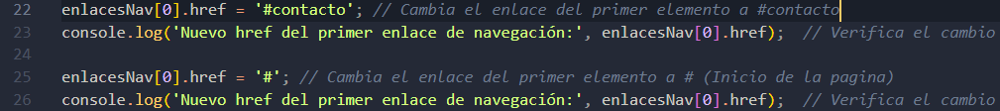 22 enlacesNav[0].href = '#contacto'; // Cambia el enlace del primer elemento a #contacto
23 console.log('Nuevo href del primer enlace de navegación:', enlacesNav[0].href);  // Verifica el cambio
24
25 enlacesNav[0].href = '#'; // Cambia el enlace del primer elemento a # (Inicio de la pagina)
26 console.log('Nuevo href del primer enlace de navegación:', enlacesNav[0].href);  // Verifica el cambio